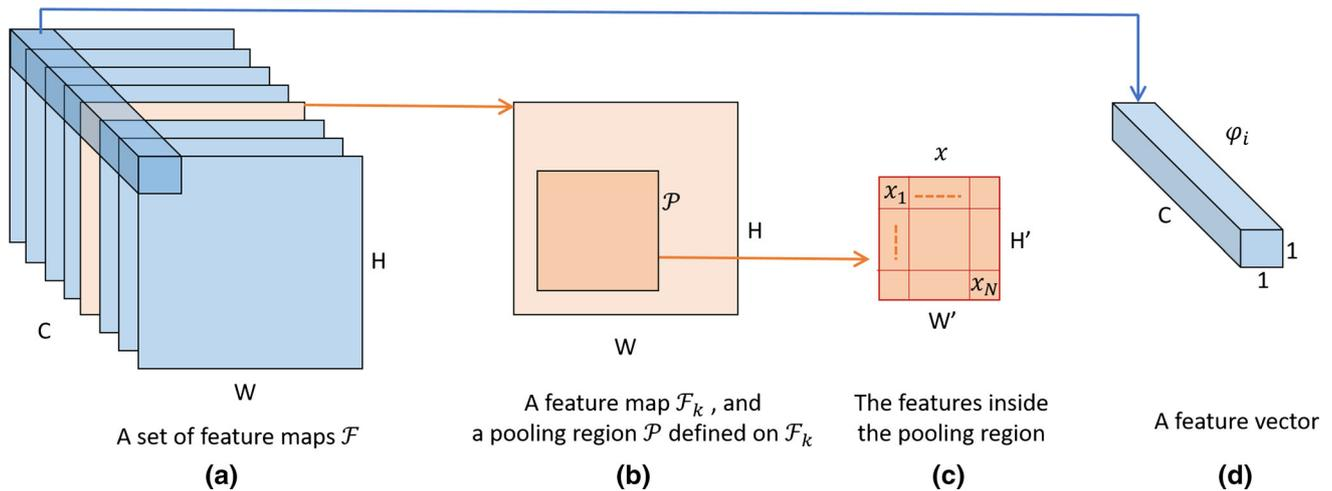 C
W
H
A set of feature maps ℱ
(a)
𝒫
H
W
A feature map ℱₖ , and
a pooling region 𝒫 defined on ℱₖ
(b)
x
x₁
x_N
H’
W’
The features inside
the pooling region
(c)
φᵢ
C
1
1
A feature vector
(d)